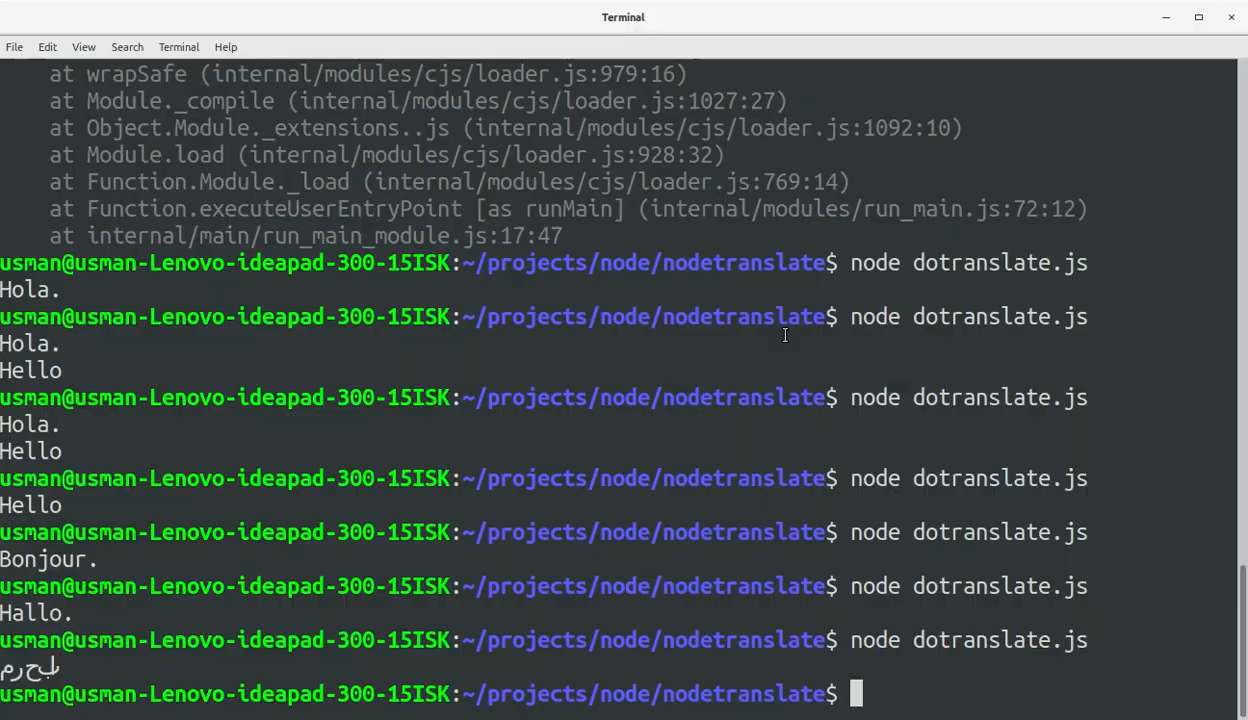 Terminal
File Edit View Search Terminal Help
at wrapSafe (internal/modules/cjs/loader.js:979:16)
at Module._compile (internal/modules/cjs/loader.js:1027:27)
at Object.Module._extensions..js (internal/modules/cjs/loader.js:1092:10)
at Module.load (internal/modules/cjs/loader.js:928:32)
at Function.Module._load (internal/modules/cjs/loader.js:769:14)
at Function.executeUserEntryPoint [as runMain] (internal/modules/run_main.js:72:12)
at internal/main/run_main_module.js:17:47
usman@usman-Lenovo-ideapad-300-15ISK:~/projects/node/nodetranslate$ node dotranslate.js
Hola.
usman@usman-Lenovo-ideapad-300-15ISK:~/projects/node/nodetranslate$ node dotranslate.js
Hola.
Hello
usman@usman-Lenovo-ideapad-300-15ISK:~/projects/node/nodetranslate$ node dotranslate.js
Hola.
Hello
usman@usman-Lenovo-ideapad-300-15ISK:~/projects/node/nodetranslate$ node dotranslate.js
Hello
usman@usman-Lenovo-ideapad-300-15ISK:~/projects/node/nodetranslate$ node dotranslate.js
Bonjour.
usman@usman-Lenovo-ideapad-300-15ISK:~/projects/node/nodetranslate$ node dotranslate.js
Hallo.
usman@usman-Lenovo-ideapad-300-15ISK:~/projects/node/nodetranslate$ node dotranslate.js
مرحبا
usman@usman-Lenovo-ideapad-300-15ISK:~/projects/node/nodetranslate$